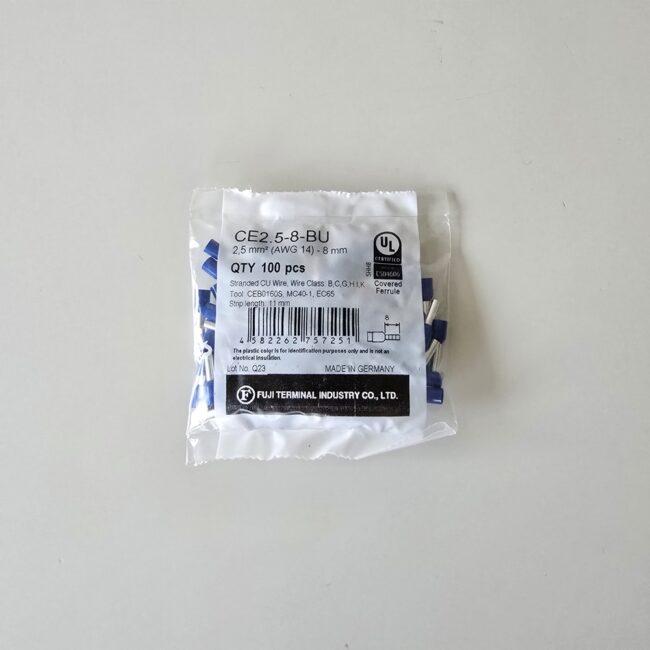 CE2.5-8-BU
2,5 mm² (AWG 14) - 8 mm
QTY 100 pcs
UL
CERTIFIED
Covered
Ferrule
Stranded CU Wire, Wire Class: B,C,G,H,I,K
Tool: CEB0160S, MC40-1, EC65
Strip length: 11 mm
8
4 582262 757251
The plastic color is for identification purposes only and is not an
electrical insulation.
Lot No. Q23 MADE IN GERMANY
F FUJI TERMINAL INDUSTRY CO., LTD.